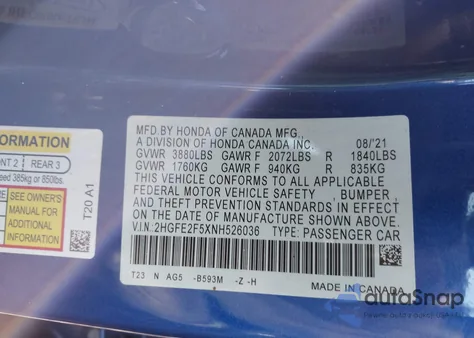 MFD.BY HONDA OF CANADA MFG.,
A DIVISION OF HONDA CANADA INC. 08/'21
GVWR 3880LBS GAWR F 2072LBS R 1840LBS
GVWR 1760KG GAWR F 940KG R 835KG
THIS VEHICLE CONFORMS TO ALL APPLICABLE
FEDERAL MOTOR VEHICLE SAFETY, BUMPER,
AND THEFT PREVENTION STANDARDS IN EFFECT
ON THE DATE OF MANUFACTURE SHOWN ABOVE.
V.I.N: 2HGFE2F5XNH526036 TYPE: PASSENGER CAR
T23 N AG5 -B593M -Z -H
MADE IN CANADA
ORMATION
ONT 2 REAR 3
eed 385kg or 850lbs.
SEE OWNER'S
MANUAL FOR
ADDITIONAL
INFORMATION
T20 A1
autoSnap